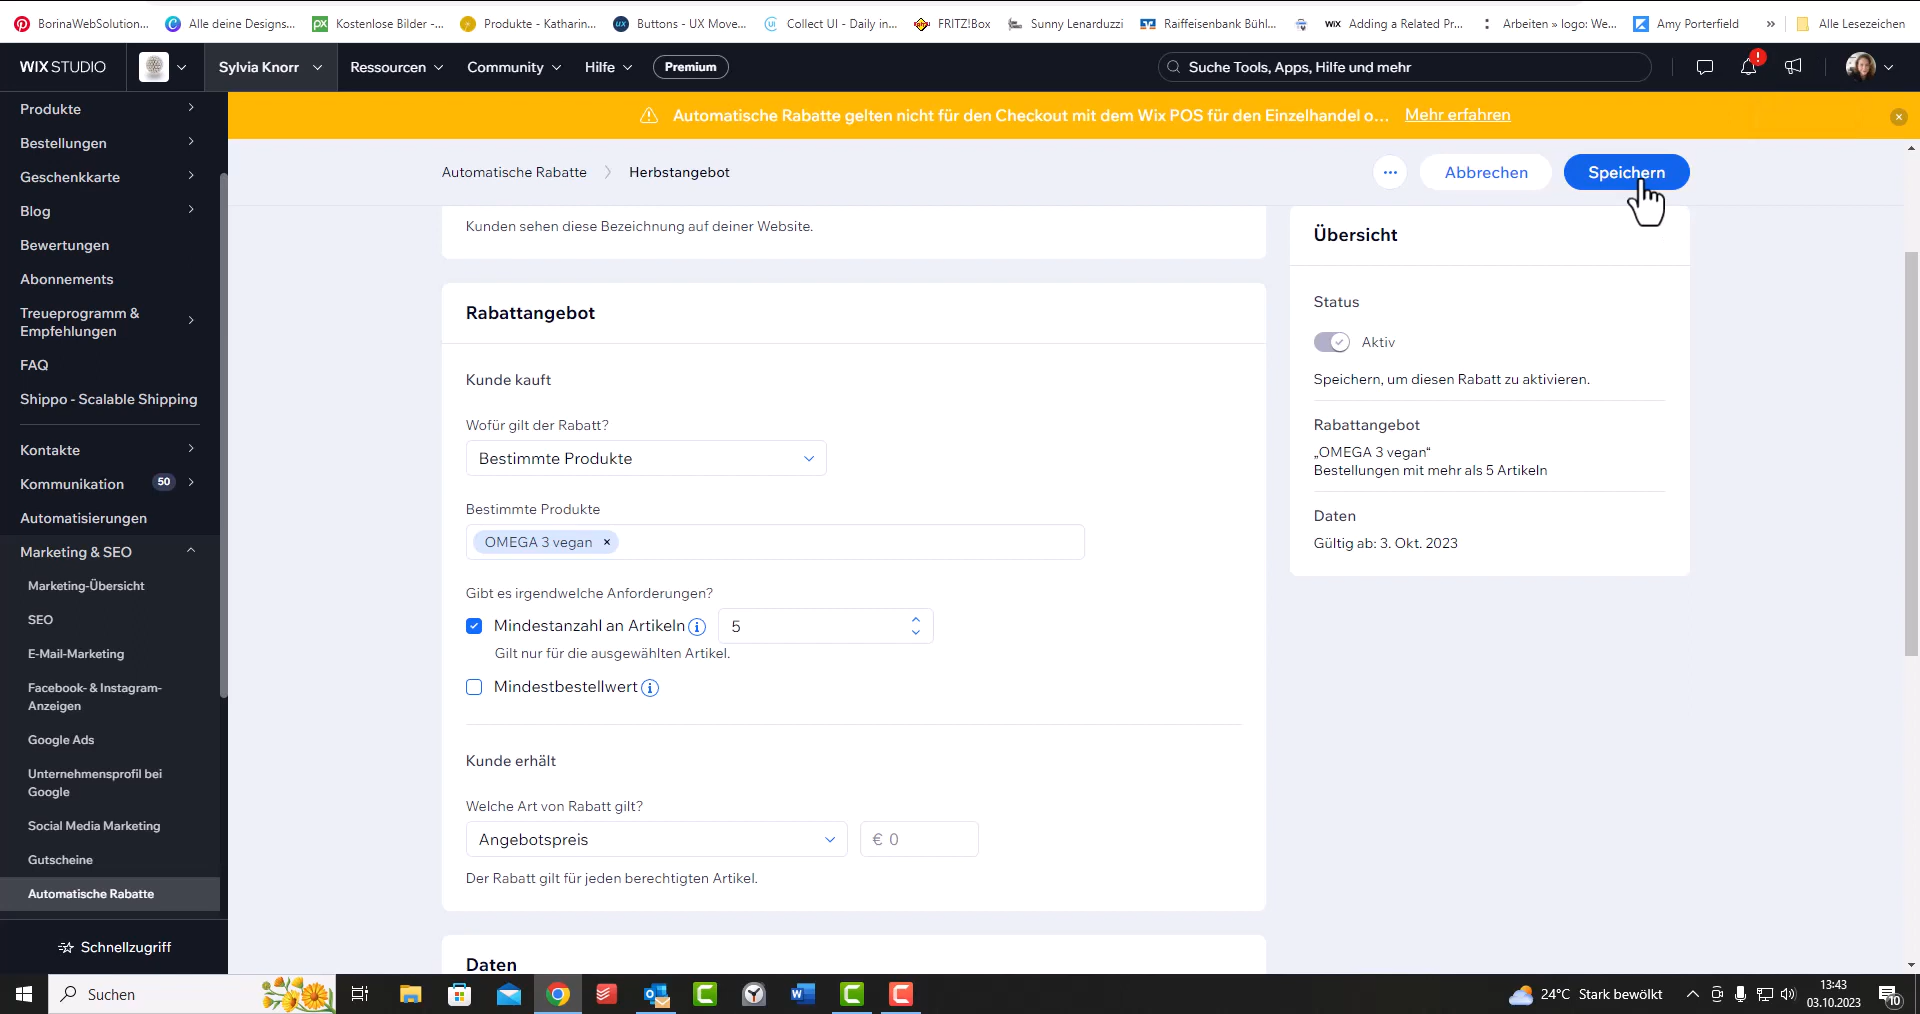 BorinaWebSolution... Alle deine Designs... Kostenlose Bilder -... Produkte - Katharin... Buttons - UX Move... Collect UI - Daily in... FRITZ!Box Sunny Lenarduzzi Raiffeisenbank Bühl... WIX Adding a Related Pr... Arbeiten » logo: We... Amy Porterfield » Alle Lesezeichen
WIX STUDIO Sylvia Knorr Ressourcen Community Hilfe Premium Suche Tools, Apps, Hilfe und mehr
Automatische Rabatte gelten nicht für den Checkout mit dem Wix POS für den Einzelhandel o... Mehr erfahren
Automatische Rabatte > Herbstangebot
... Abbrechen Speichern
Produkte
Bestellungen
Geschenkkarte
Blog
Bewertungen
Abonnements
Treueprogramm &
Empfehlungen
FAQ
Shippo - Scalable Shipping
Kontakte
Kommunikation 50
Automatisierungen
Marketing & SEO
Marketing-Übersicht
SEO
E-Mail-Marketing
Facebook- & Instagram-
Anzeigen
Google Ads
Unternehmensprofil bei
Google
Social Media Marketing
Gutscheine
Automatische Rabatte
Schnellzugriff
Kunden sehen diese Bezeichnung auf deiner Website.
Rabattangebot
Kunde kauft
Wofür gilt der Rabatt?
Bestimmte Produkte
Bestimmte Produkte
OMEGA 3 vegan ×
Gibt es irgendwelche Anforderungen?
Mindestanzahl an Artikeln 5
Gilt nur für die ausgewählten Artikel.
Mindestbestellwert
Kunde erhält
Welche Art von Rabatt gilt?
Angebotspreis € 0
Der Rabatt gilt für jeden berechtigten Artikel.
Daten
Übersicht
Status
Aktiv
Speichern, um diesen Rabatt zu aktivieren.
Rabattangebot
„OMEGA 3 vegan“
Bestellungen mit mehr als 5 Artikeln
Daten
Gültig ab: 3. Okt. 2023
Suchen
24°C Stark bewölkt
13:43
03.10.2023
10